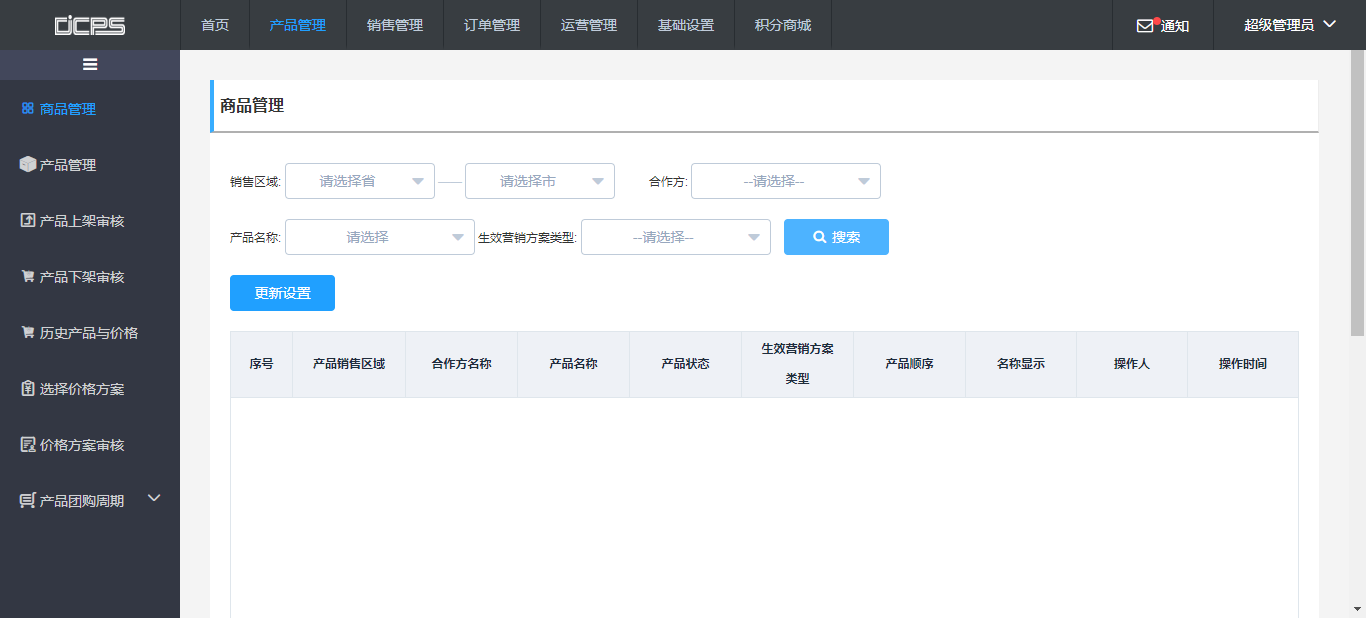 DICPS 首页 产品管理 销售管理 订单管理 运营管理 基础设置 积分商城 通知 超级管理员
商品管理
产品管理
产品上架审核
产品下架审核
历史产品与价格
选择价格方案
价格方案审核
产品团购周期
商品管理
销售区域: 请选择省 请选择市 合作方: --请选择--
产品名称: 请选择 生效营销方案类型: --请选择-- 搜索
更新设置
序号 产品销售区域 合作方名称 产品名称 产品状态 生效营销方案类型 产品顺序 名称显示 操作人 操作时间